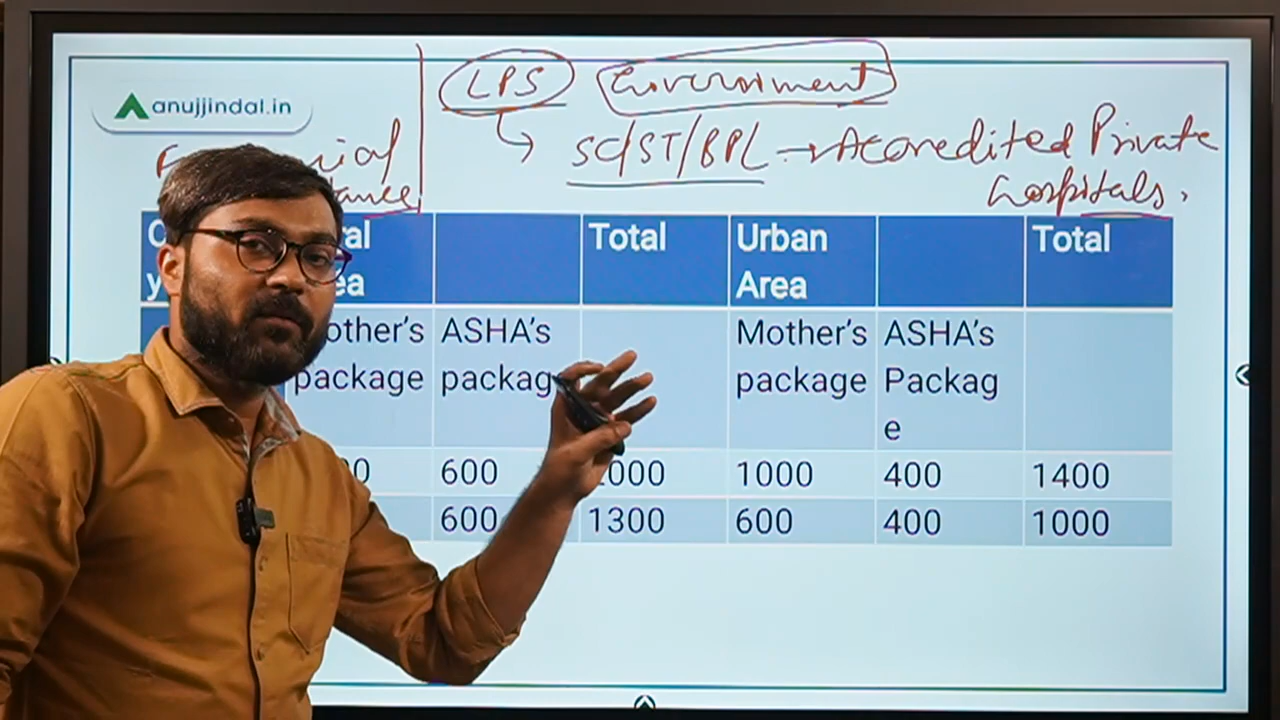 LPS Government
anujjindal.in
SC/ST/BPL → Accredited Private
hospitals.
Total Urban Area Total
package ASHA's Mother's package ASHA's Package
600 1000 400 1400
600 1300 600 400 1000